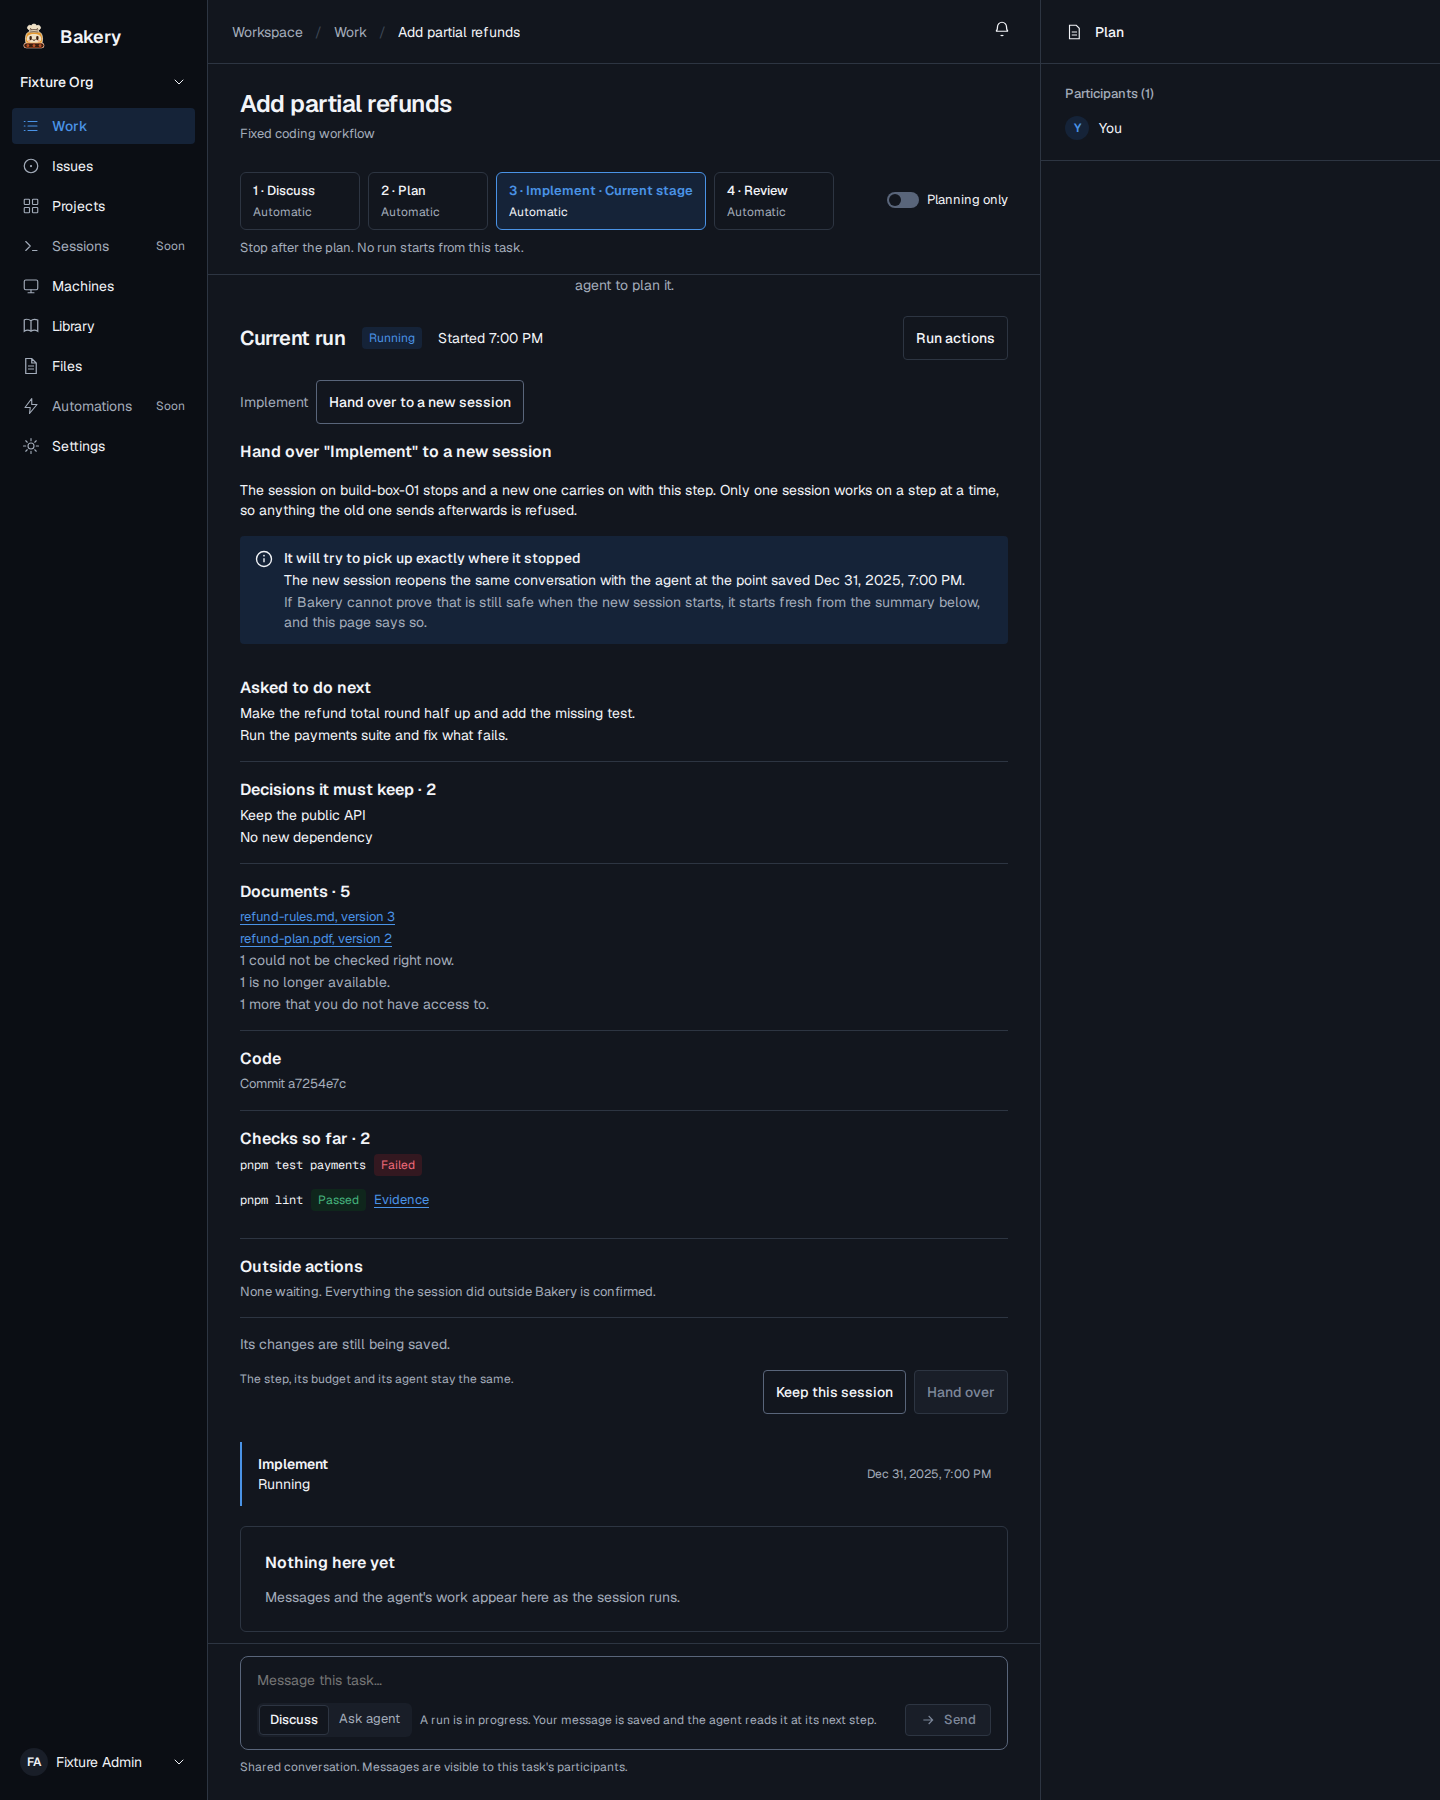 Bakery
Fixture Org
Work
Issues
Projects
Sessions Soon
Machines
Library
Files
Automations Soon
Settings
FA Fixture Admin
Workspace / Work / Add partial refunds
Add partial refunds
Fixed coding workflow
1 · Discuss
Automatic
2 · Plan
Automatic
3 · Implement · Current stage
Automatic
4 · Review
Automatic
Planning only
Stop after the plan. No run starts from this task.
agent to plan it.
Current run Running Started 7:00 PM Run actions
Implement Hand over to a new session
Hand over "Implement" to a new session
The session on build-box-01 stops and a new one carries on with this step. Only one session works on a step at a time,
so anything the old one sends afterwards is refused.
It will try to pick up exactly where it stopped
The new session reopens the same conversation with the agent at the point saved Dec 31, 2025, 7:00 PM.
If Bakery cannot prove that is still safe when the new session starts, it starts fresh from the summary below,
and this page says so.
Asked to do next
Make the refund total round half up and add the missing test.
Run the payments suite and fix what fails.
Decisions it must keep · 2
Keep the public API
No new dependency
Documents · 5
refund-rules.md, version 3
refund-plan.pdf, version 2
1 could not be checked right now.
1 is no longer available.
1 more that you do not have access to.
Code
Commit a7254e7c
Checks so far · 2
pnpm test payments Failed
pnpm lint Passed Evidence
Outside actions
None waiting. Everything the session did outside Bakery is confirmed.
Its changes are still being saved.
The step, its budget and its agent stay the same.
Keep this session Hand over
Implement
Running
Dec 31, 2025, 7:00 PM
Nothing here yet
Messages and the agent's work appear here as the session runs.
Message this task...
Discuss Ask agent A run is in progress. Your message is saved and the agent reads it at its next step. Send
Shared conversation. Messages are visible to this task's participants.
Plan
Participants (1)
Y You